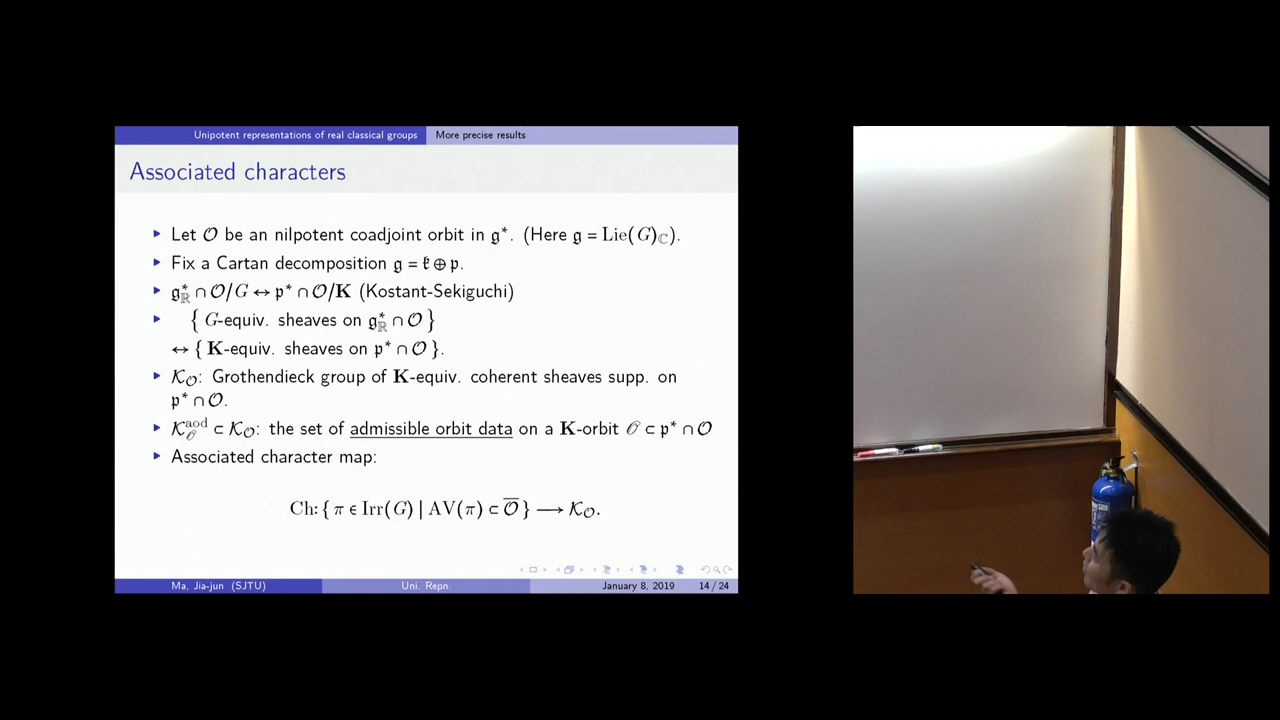 Unipotent representations of real classical groups More precise results
Associated characters
▸ Let 𝒪 be an nilpotent coadjoint orbit in 𝔤*. (Here 𝔤 = Lie(G)_ℂ).
▸ Fix a Cartan decomposition 𝔤 = 𝔨 ⊕ 𝔭.
▸ 𝔤*_ℝ ∩ 𝒪/G ↔ 𝔭* ∩ 𝒪/𝐊 (Kostant-Sekiguchi)
▸ { G-equiv. sheaves on 𝔤*_ℝ ∩ 𝒪 }
↔ { 𝐊-equiv. sheaves on 𝔭* ∩ 𝒪 }.
▸ 𝒦_𝒪: Grothendieck group of 𝐊-equiv. coherent sheaves supp. on
𝔭* ∩ 𝒪.
▸ 𝒦^aod_𝒪 ⊂ 𝒦_𝒪: the set of admissible orbit data on a 𝐊-orbit 𝒪 ⊂ 𝔭* ∩ 𝒪
▸ Associated character map:
Ch: { π ∈ Irr(G) | AV(π) ⊂ 𝒪̅ } ⟶ 𝒦_𝒪.
Ma, Jia-jun (SJTU) Uni. Repn. January 8, 2019 14 / 24